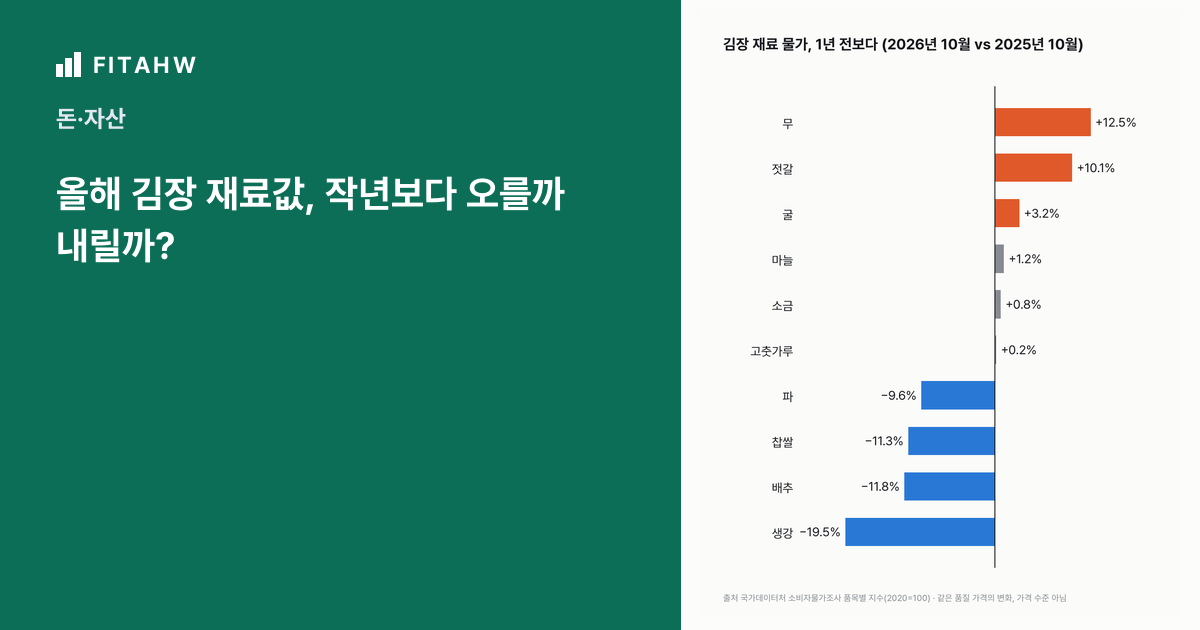 FITAHW
돈·자산
올해 김장 재료값, 작년보다 오를까
내릴까?
김장 재료 물가, 1년 전보다 (2026년 10월 vs 2025년 10월)
무 +12.5%
젓갈 +10.1%
굴 +3.2%
마늘 +1.2%
소금 +0.8%
고춧가루 +0.2%
파 −9.6%
찹쌀 −11.3%
배추 −11.8%
생강 −19.5%
출처 국가데이터처 소비자물가조사 품목별 지수(2020=100) · 같은 품질 가격의 변화, 가격 수준 아님